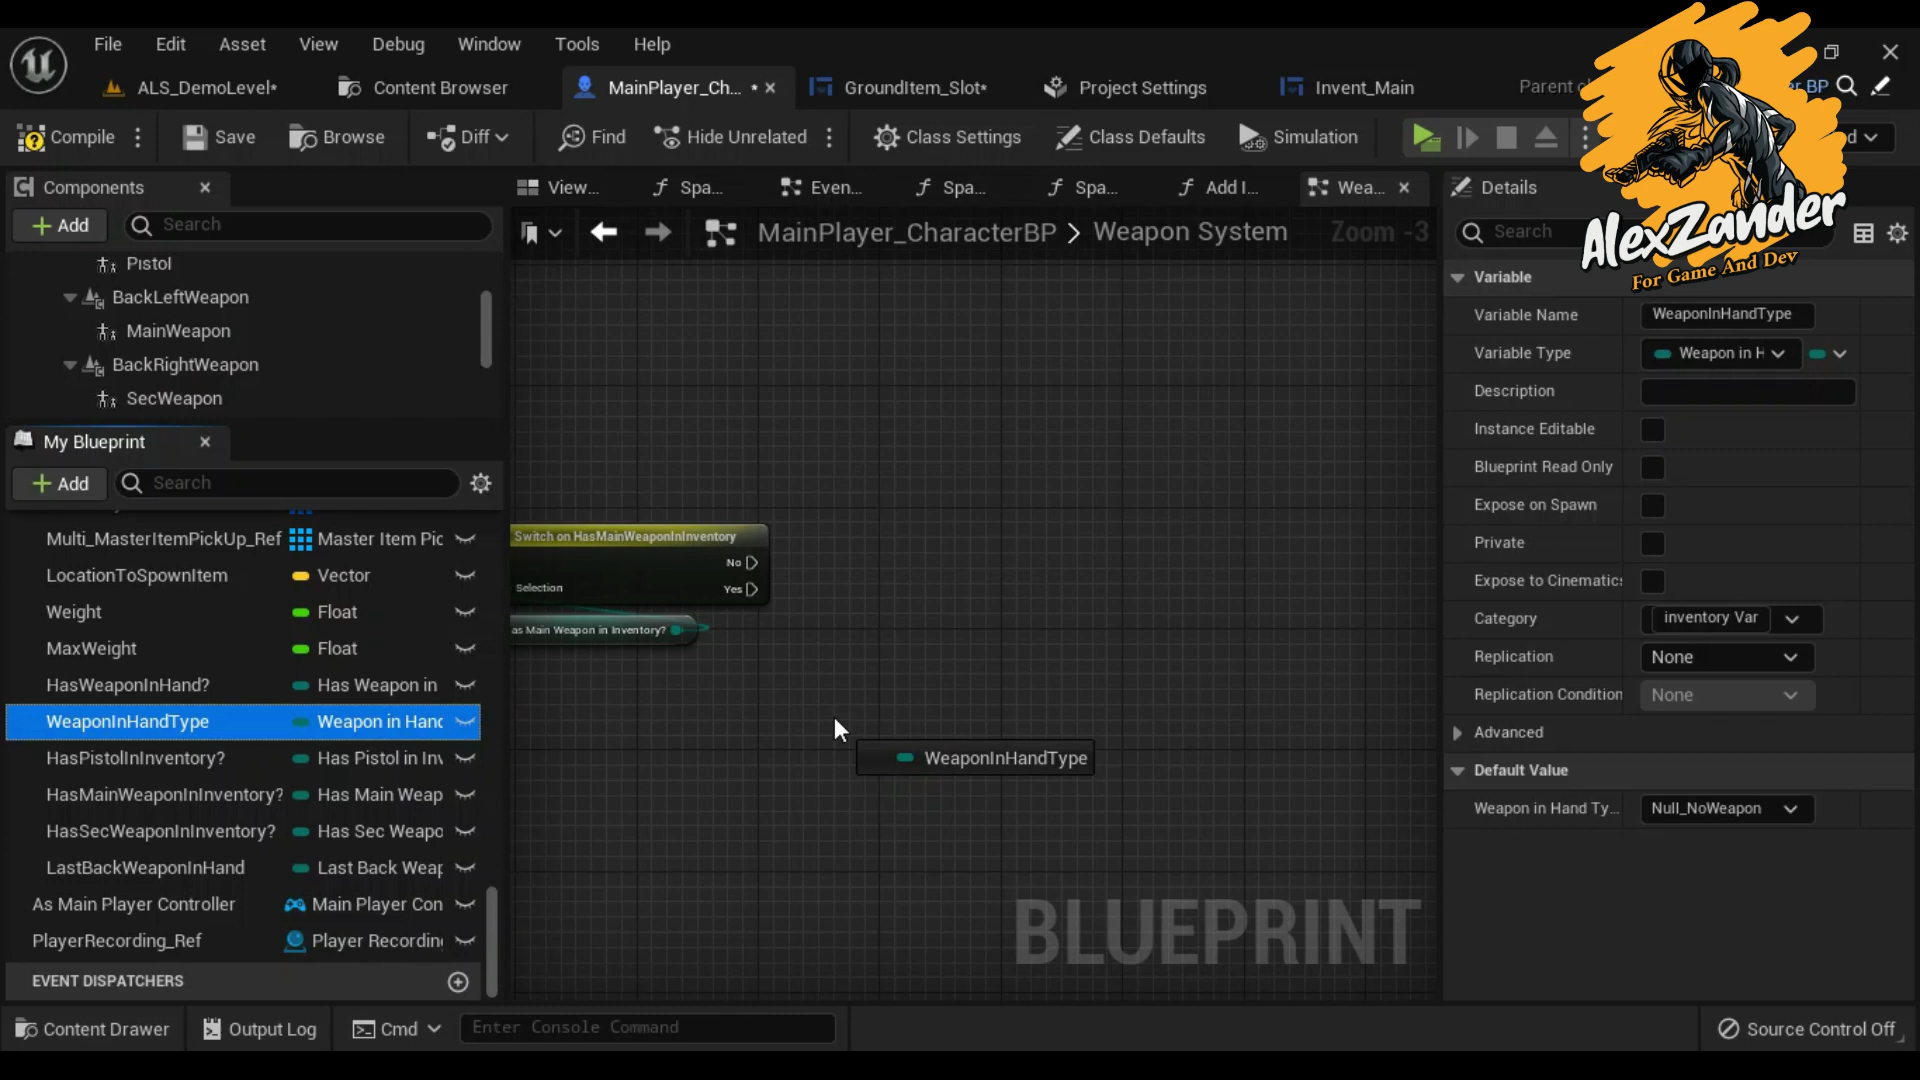 File Edit Asset View Debug Window Tools Help
ALS_DemoLevel* Content Browser MainPlayer_Ch... * GroundItem_Slot* Project Settings Invent_Main Parent BP
Compile Save Browse Diff Find Hide Unrelated Class Settings Class Defaults Simulation
AlexZander
For Game And Dev
Components
Add Search
Pistol
BackLeftWeapon
MainWeapon
BackRightWeapon
SecWeapon
My Blueprint
Add Search
Multi_MasterItemPickUp_Ref Master Item Pic
LocationToSpawnItem Vector
Weight Float
MaxWeight Float
HasWeaponInHand? Has Weapon in
WeaponInHandType Weapon in Hand
HasPistolInInventory? Has Pistol in Inv
HasMainWeaponInInventory? Has Main Weap
HasSecWeaponInInventory? Has Sec Weapo
LastBackWeaponInHand Last Back Weap
As Main Player Controller Main Player Con
PlayerRecording_Ref Player Recording
EVENT DISPATCHERS
View... Spa... Even... Spa... Spa... Add I... Wea...
MainPlayer_CharacterBP > Weapon System Zoom -3
Switch on HasMainWeaponInInventory
No
Selection Yes
as Main Weapon in Inventory?
WeaponInHandType
BLUEPRINT
Details
Search
Variable
Variable Name WeaponInHandType
Variable Type Weapon in H
Description
Instance Editable
Blueprint Read Only
Expose on Spawn
Private
Expose to Cinematics
Category inventory Var
Replication None
Replication Condition None
Advanced
Default Value
Weapon in Hand Ty... Null_NoWeapon
Content Drawer Output Log Cmd Enter Console Command Source Control Off